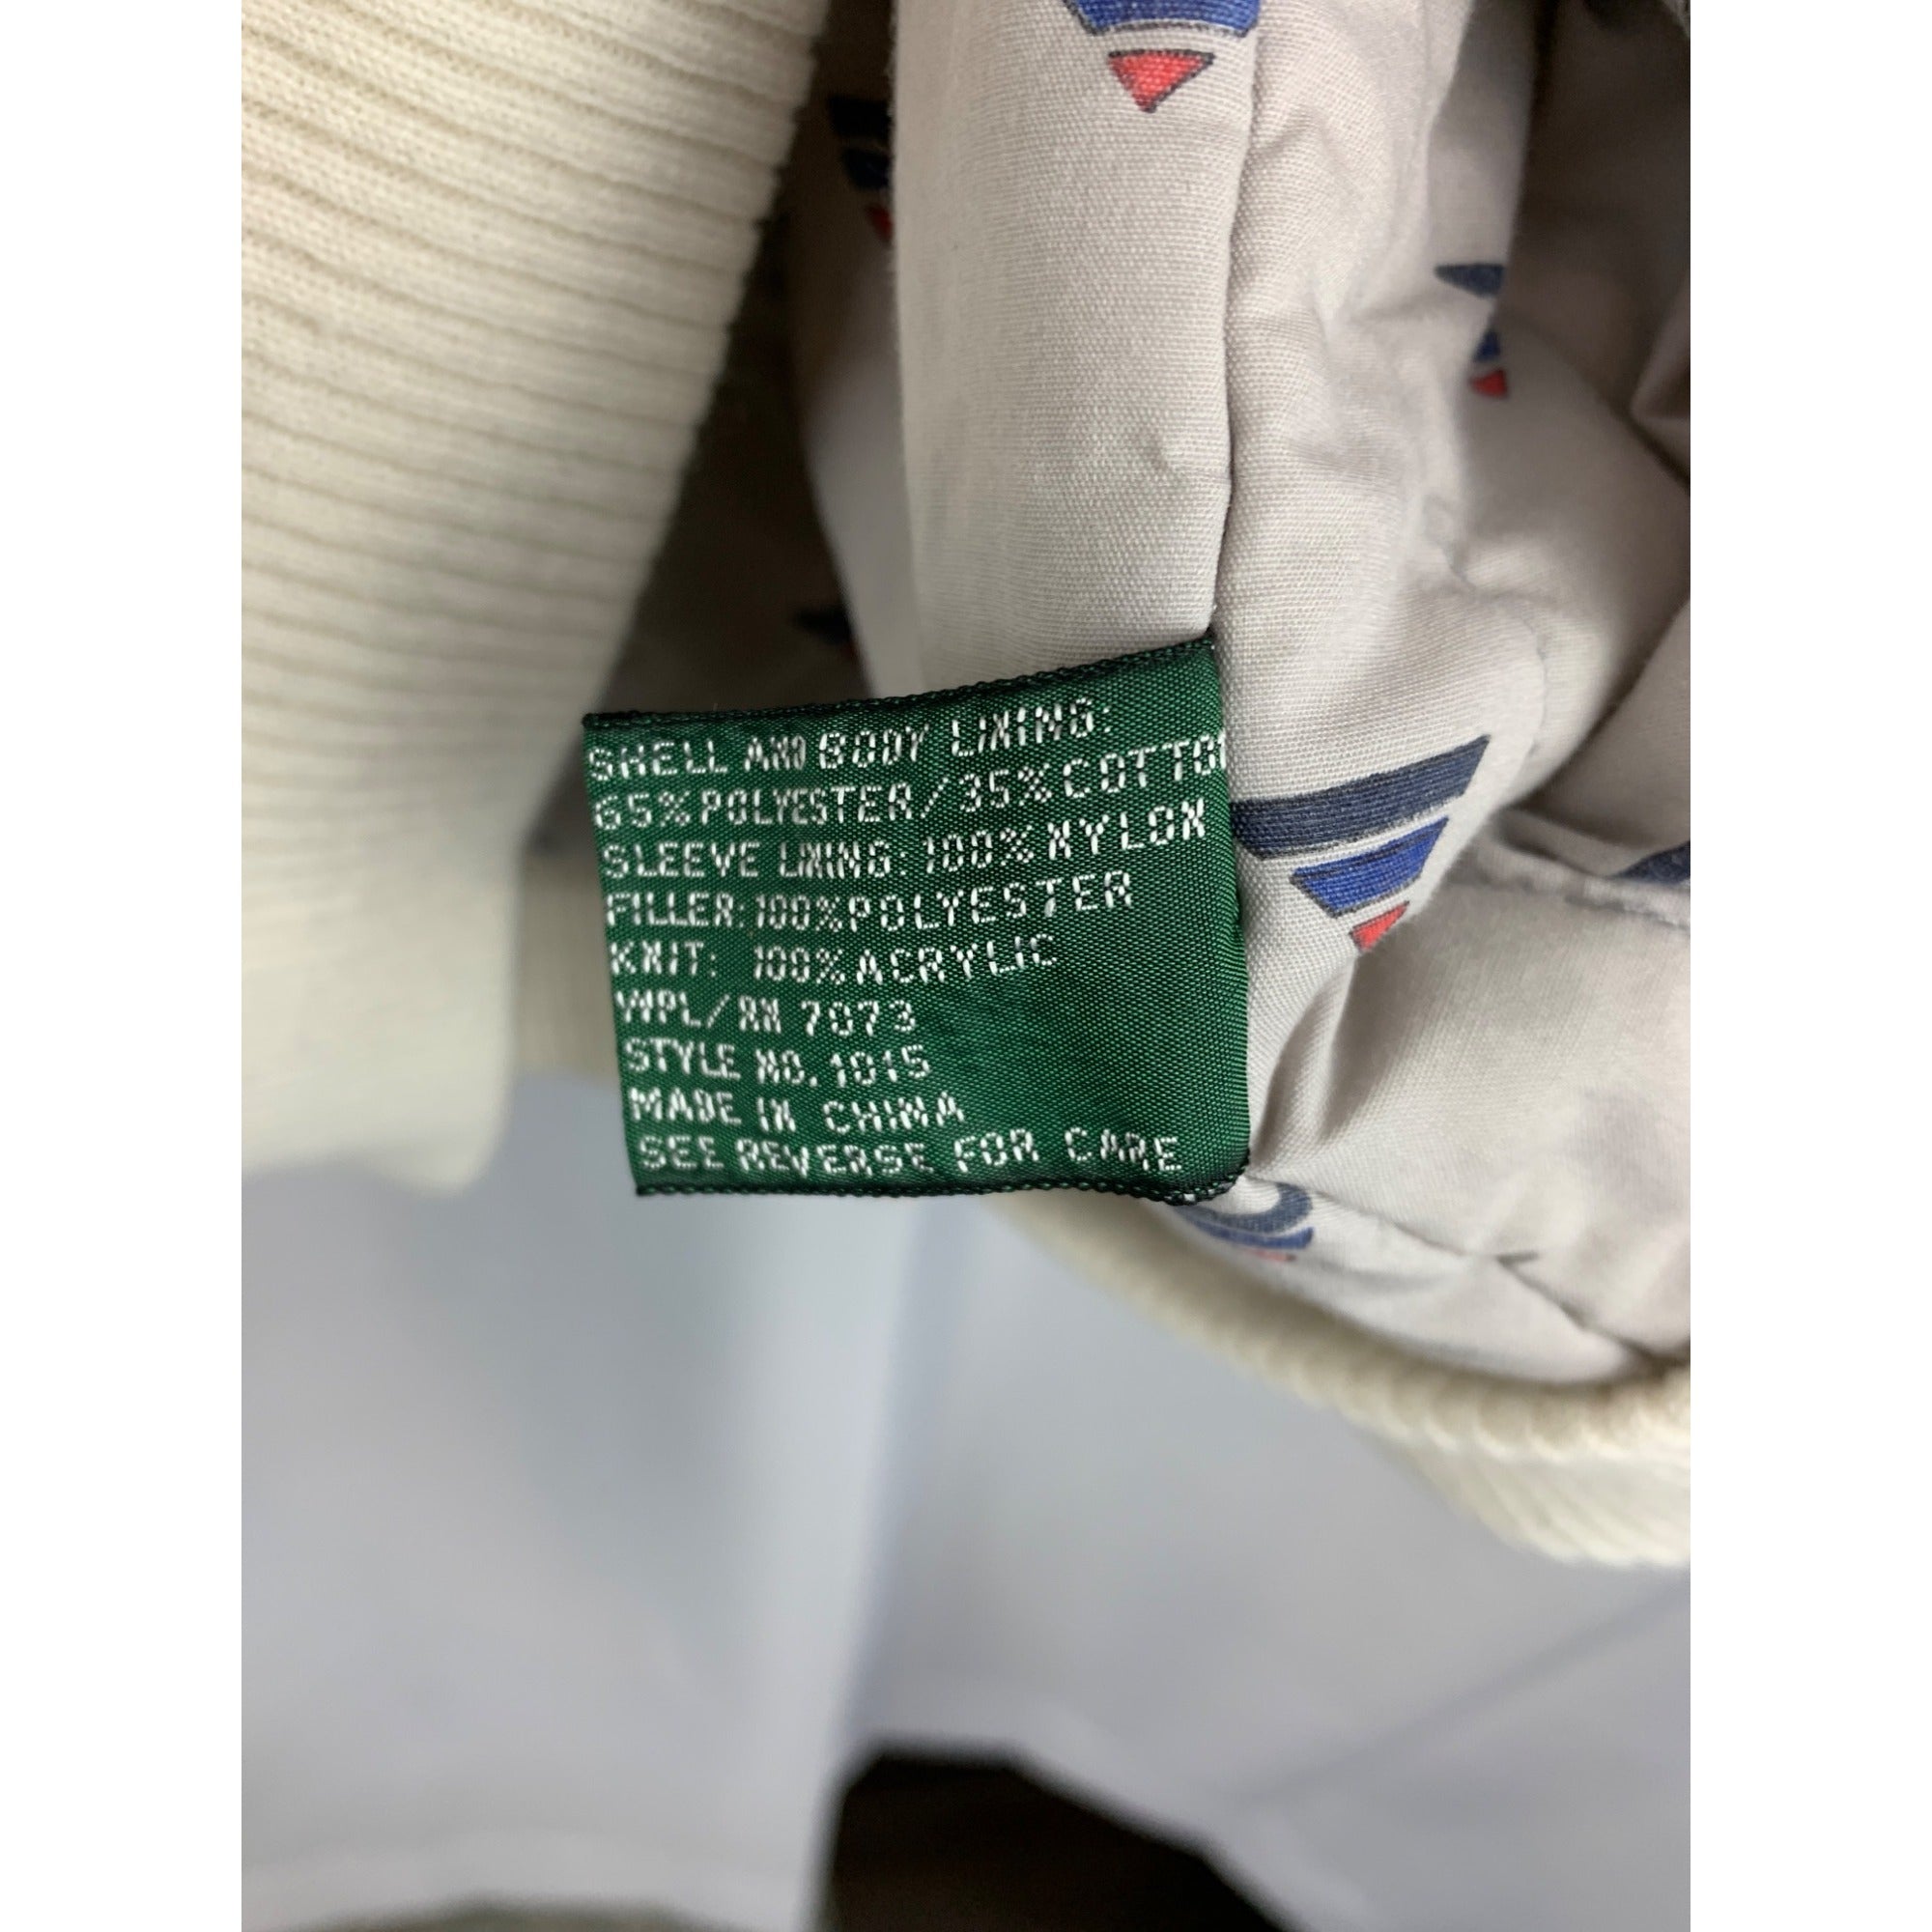 SHELL AND BODY LINING:
65% POLYESTER/35% COTTO
SLEEVE LINING: 100% NYLON
FILLER: 100% POLYESTER
KNIT: 100% ACRYLIC
WPL/RN 7073
STYLE NO. 1015
MADE IN CHINA
SEE REVERSE FOR CARE